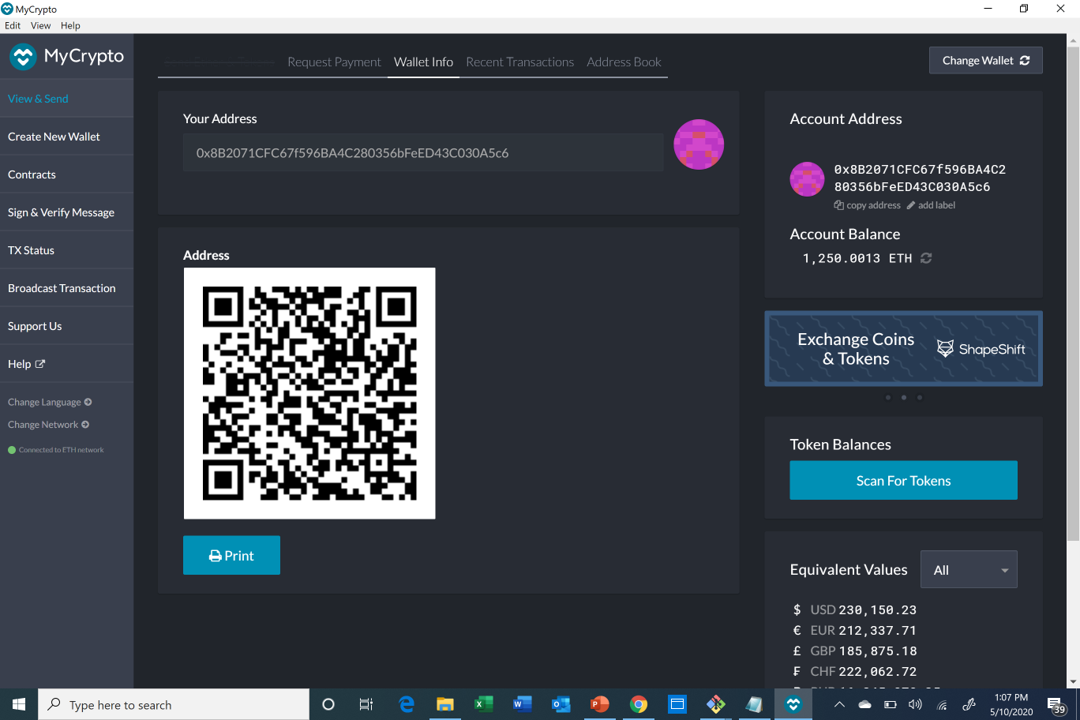 MyCrypto
Edit View Help
MyCrypto
Request Payment Wallet Info Recent Transactions Address Book
Change Wallet
View & Send
Create New Wallet
Contracts
Sign & Verify Message
TX Status
Broadcast Transaction
Support Us
Help
Change Language
Change Network
Connected to ETH network
Your Address
0x8B2071CFC67f596BA4C280356bFeED43C030A5c6
Address
Print
Account Address
0x8B2071CFC67f596BA4C2
80356bFeED43C030A5c6
copy address add label
Account Balance
1,250.0013 ETH
Exchange Coins
& Tokens
ShapeShift
Token Balances
Scan For Tokens
Equivalent Values All
$ USD 230,150.23
€ EUR 212,337.71
£ GBP 185,875.18
₣ CHF 222,062.72
Type here to search
1:07 PM
5/10/2020
39